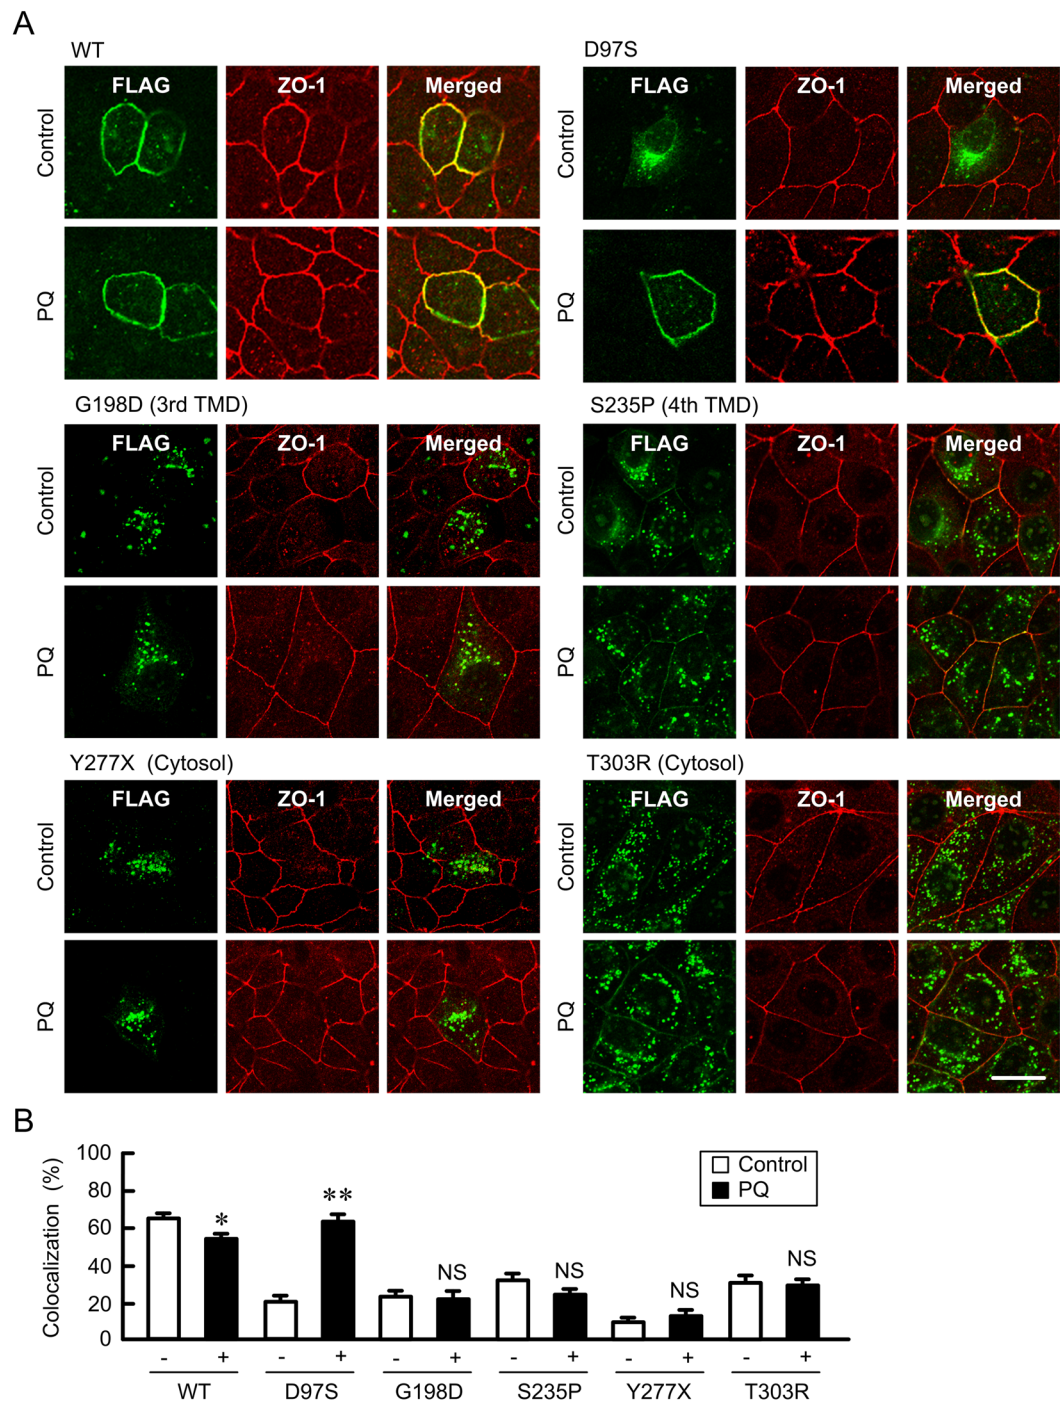 A
WT
D97S
FLAG ZO-1 Merged
FLAG ZO-1 Merged
Control
Control
PQ
PQ
G198D (3rd TMD)
S235P (4th TMD)
FLAG ZO-1 Merged
FLAG ZO-1 Merged
Control
Control
PQ
PQ
Y277X (Cytosol)
T303R (Cytosol)
FLAG ZO-1 Merged
FLAG ZO-1 Merged
Control
Control
PQ
PQ
B
Colocalization (%)
100
80
60
40
20
0
Control
PQ
*
**
NS
NS
NS
NS
- + - + - + - + - + - +
WT D97S G198D S235P Y277X T303R